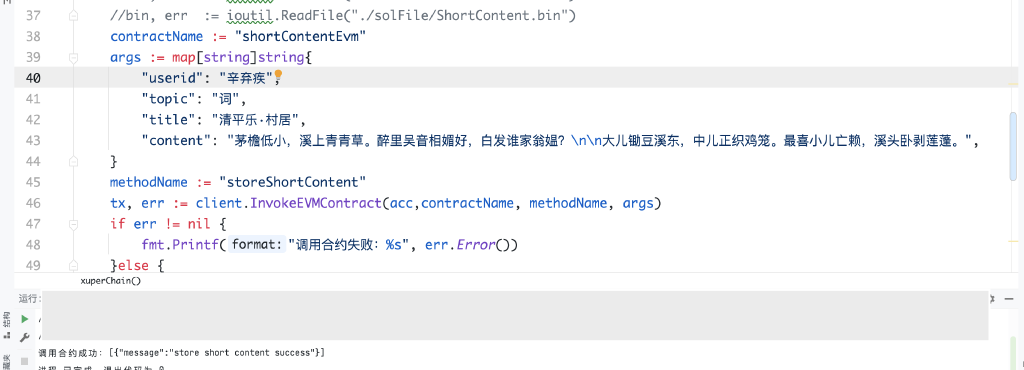 37 //bin, err := ioutil.ReadFile("./solFile/ShortContent.bin")
38 contractName := "shortContentEvm"
39 args := map[string]string{
40 "userid": "辛弃疾",
41 "topic": "词",
42 "title": "清平乐·村居",
43 "content": "茅檐低小，溪上青青草。醉里吴音相媚好，白发谁家翁媪？\n\n大儿锄豆溪东，中儿正织鸡笼。最喜小儿亡赖，溪头卧剥莲蓬。",
44 }
45 methodName := "storeShortContent"
46 tx, err := client.InvokeEVMContract(acc,contractName, methodName, args)
47 if err != nil {
48 fmt.Printf( format: "调用合约失败: %s", err.Error())
49 }else {
xuperChain()
运行:
结构
调用合约成功: [{"message":"store short content success"}]
进程 已完成，退出代码为 0